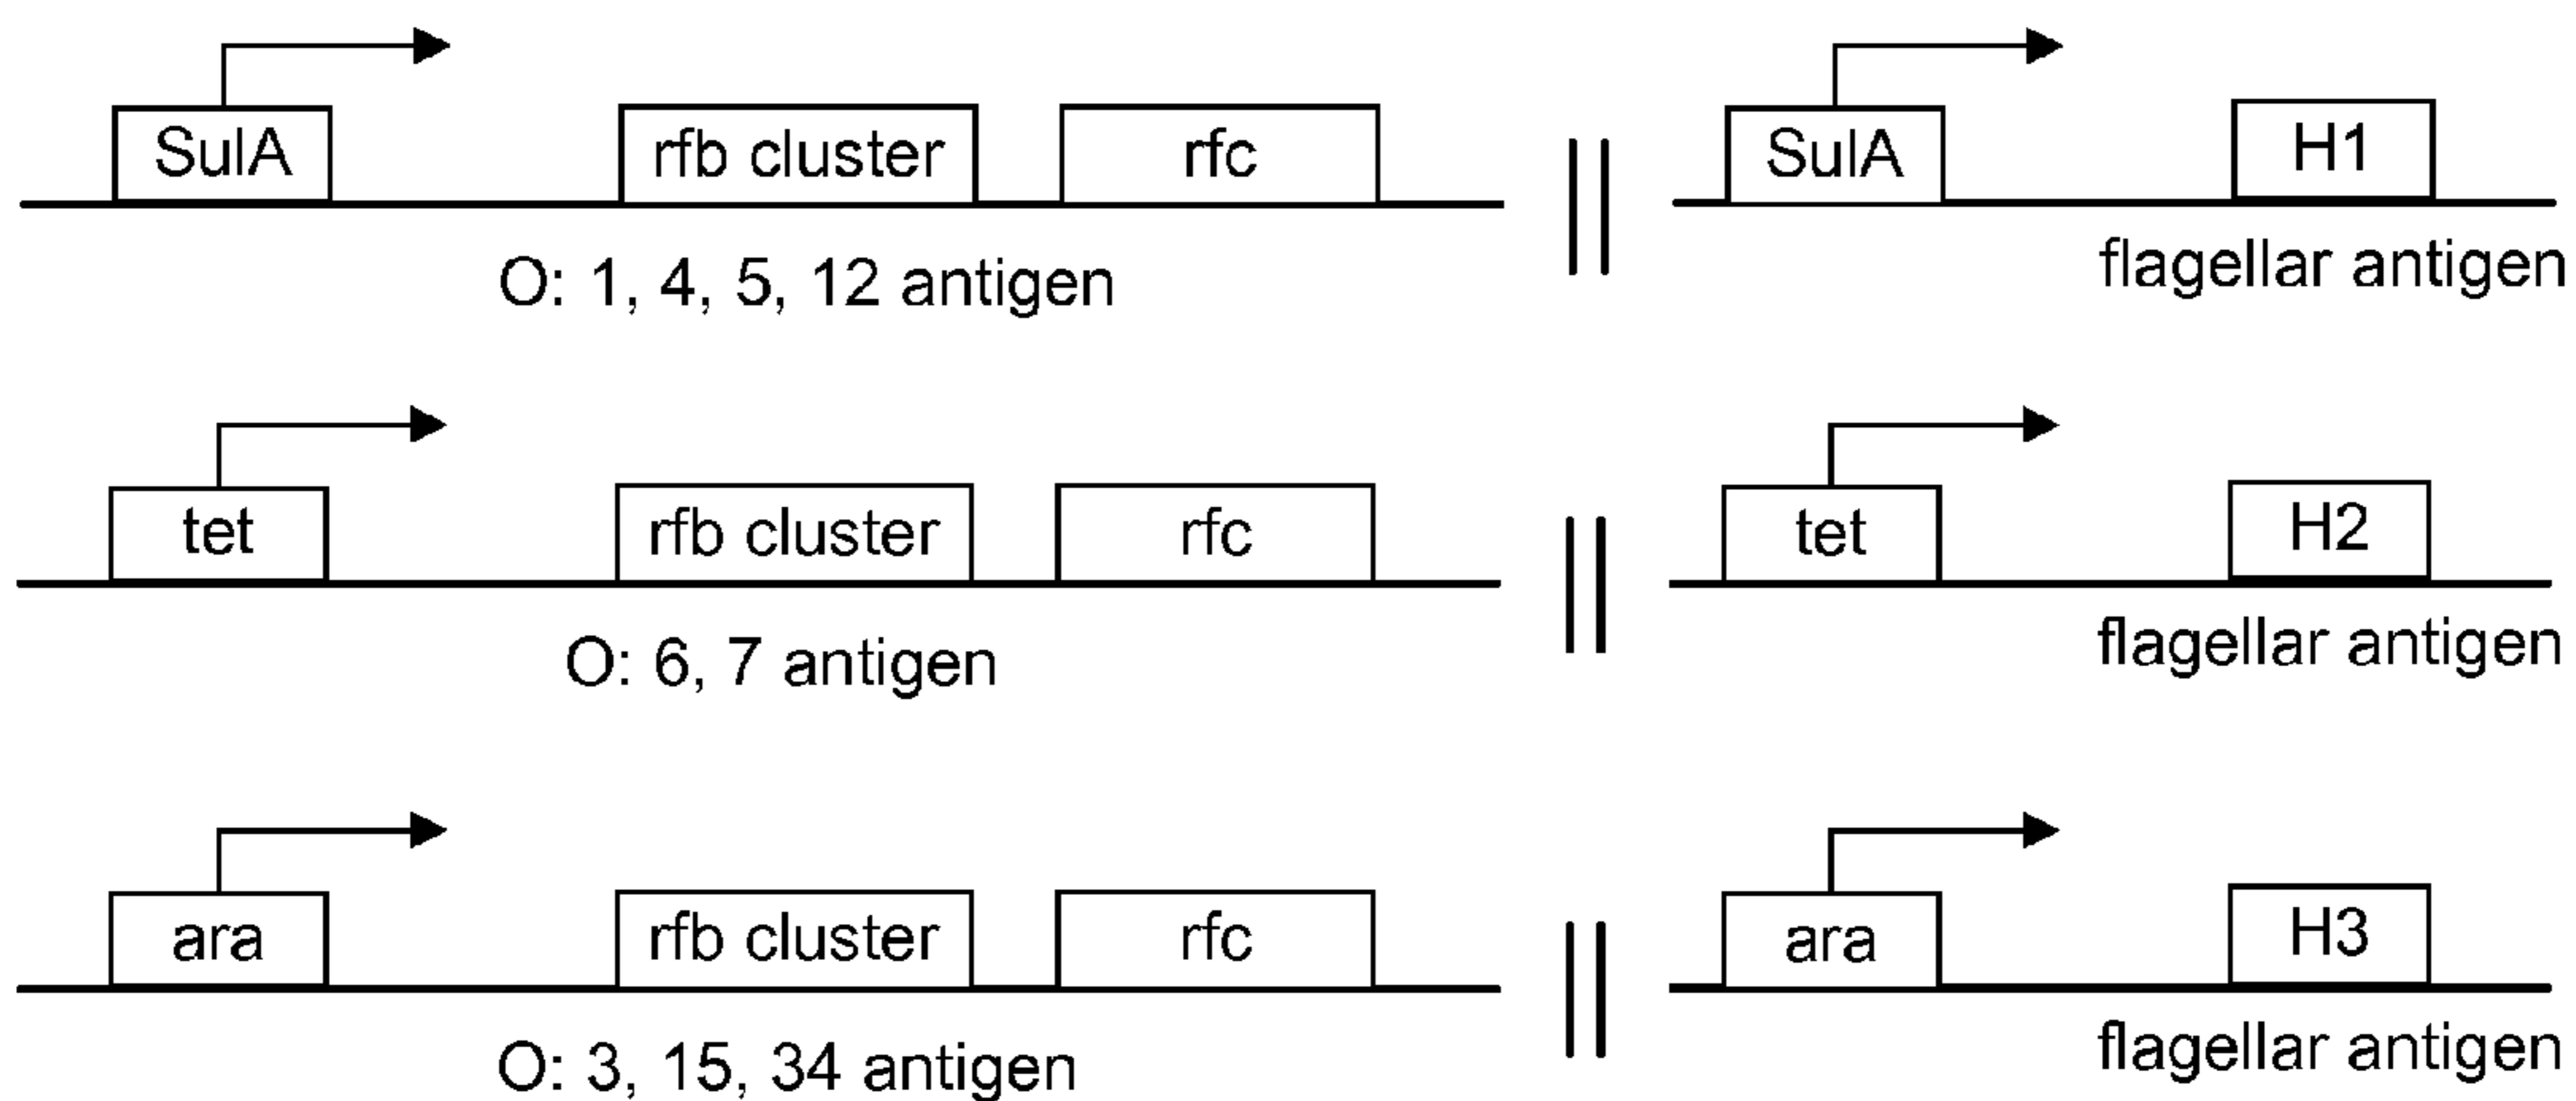 SulA rfb cluster rfc SulA H1
O: 1, 4, 5, 12 antigen flagellar antigen
tet rfb cluster rfc tet H2
O: 6, 7 antigen flagellar antigen
ara rfb cluster rfc ara H3
O: 3, 15, 34 antigen flagellar antigen